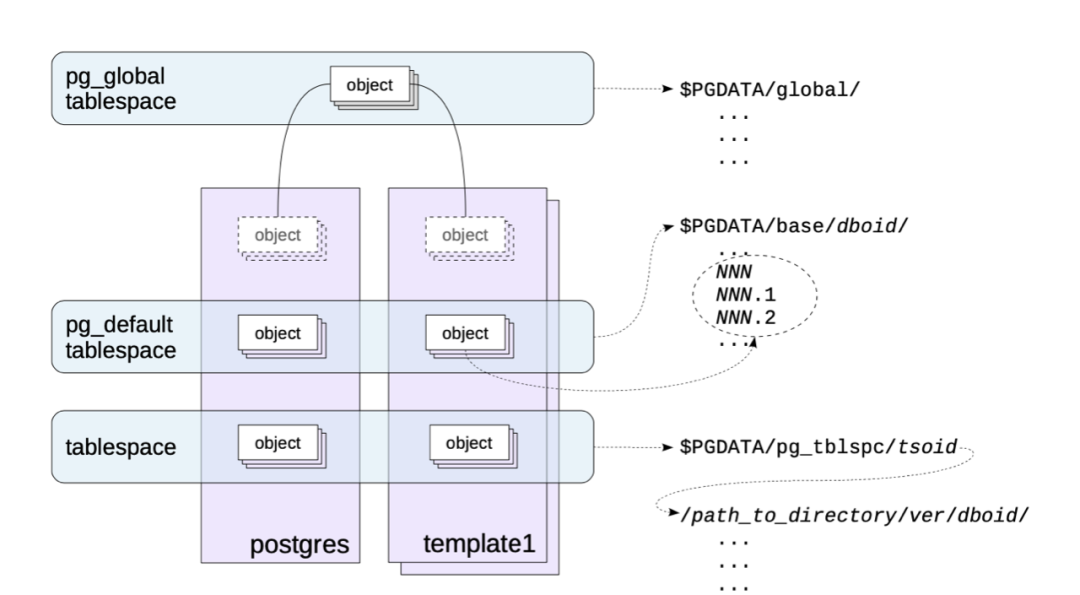 pg_global
tablespace
object
$PGDATA/global/
...
...
...
object
object
$PGDATA/base/dboid/
...
NNN
NNN.1
NNN.2
...
pg_default
tablespace
object
object
tablespace
object
object
$PGDATA/pg_tblspc/tsoid
/path_to_directory/ver/dboid/
...
...
...
postgres
template1